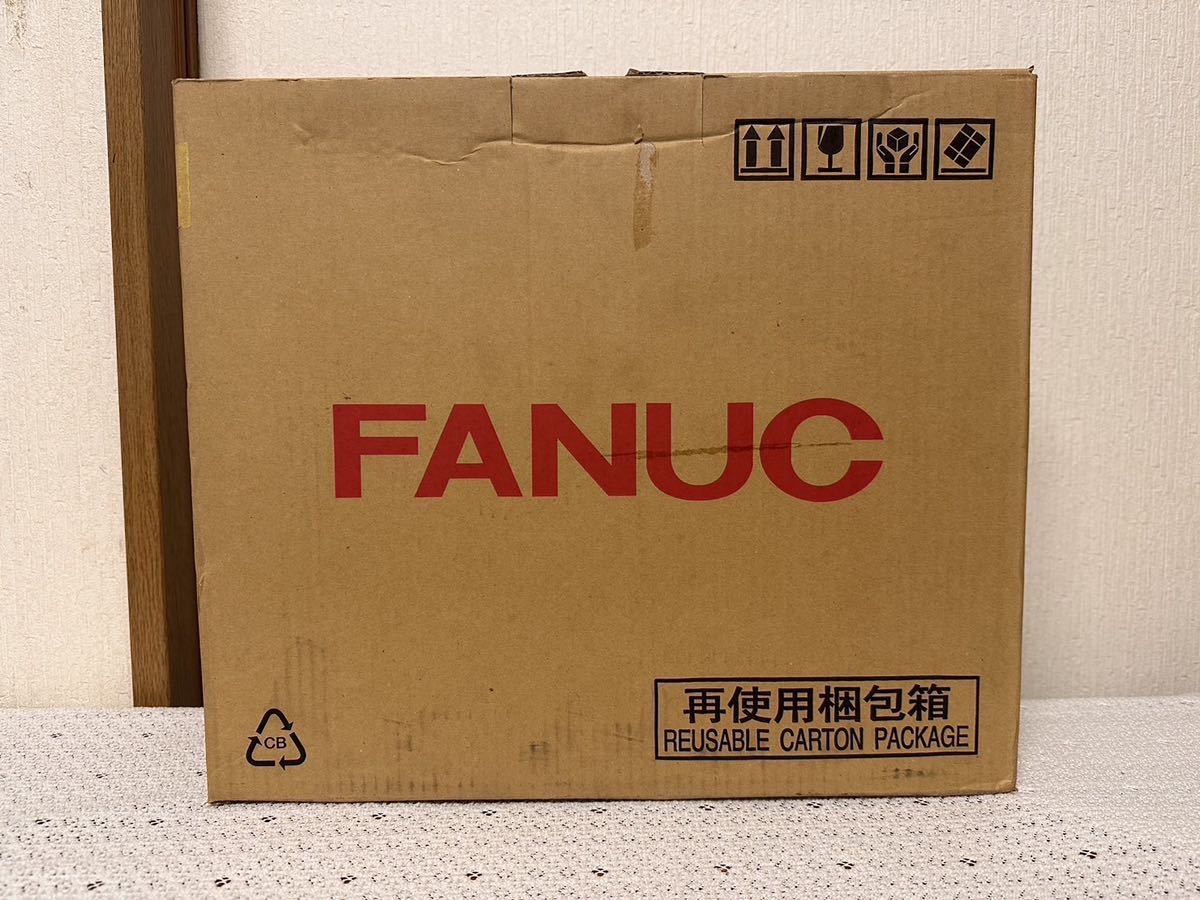 FANUC
再使用梱包箱
REUSABLE CARTON PACKAGE
CB